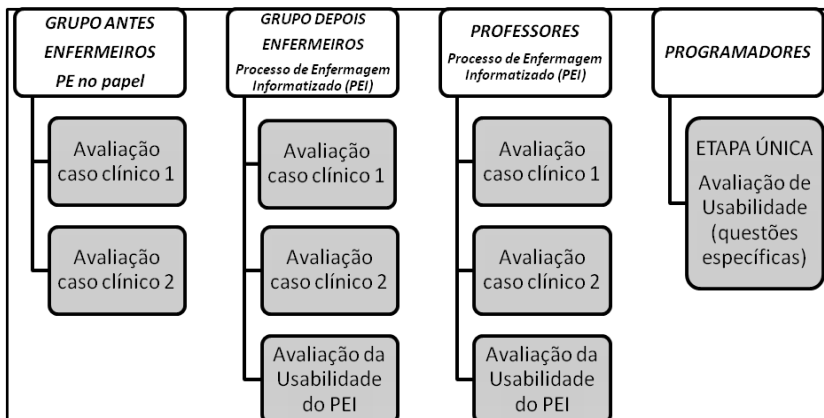 GRUPO ANTES
ENFERMEIROS
PE no papel
Avaliação
caso clínico 1
Avaliação
caso clínico 2
GRUPO DEPOIS
ENFERMEIROS
Processo de Enfermagem
Informatizado (PEI)
Avaliação
caso clínico 1
Avaliação
caso clínico 2
Avaliação da
Usabilidade
do PEI
PROFESSORES
Processo de Enfermagem
Informatizado (PEI)
Avaliação
caso clínico 1
Avaliação
caso clínico 2
Avaliação da
Usabilidade
do PEI
PROGRAMADORES
ETAPA ÚNICA
Avaliação de
Usabilidade
(questões
específicas)